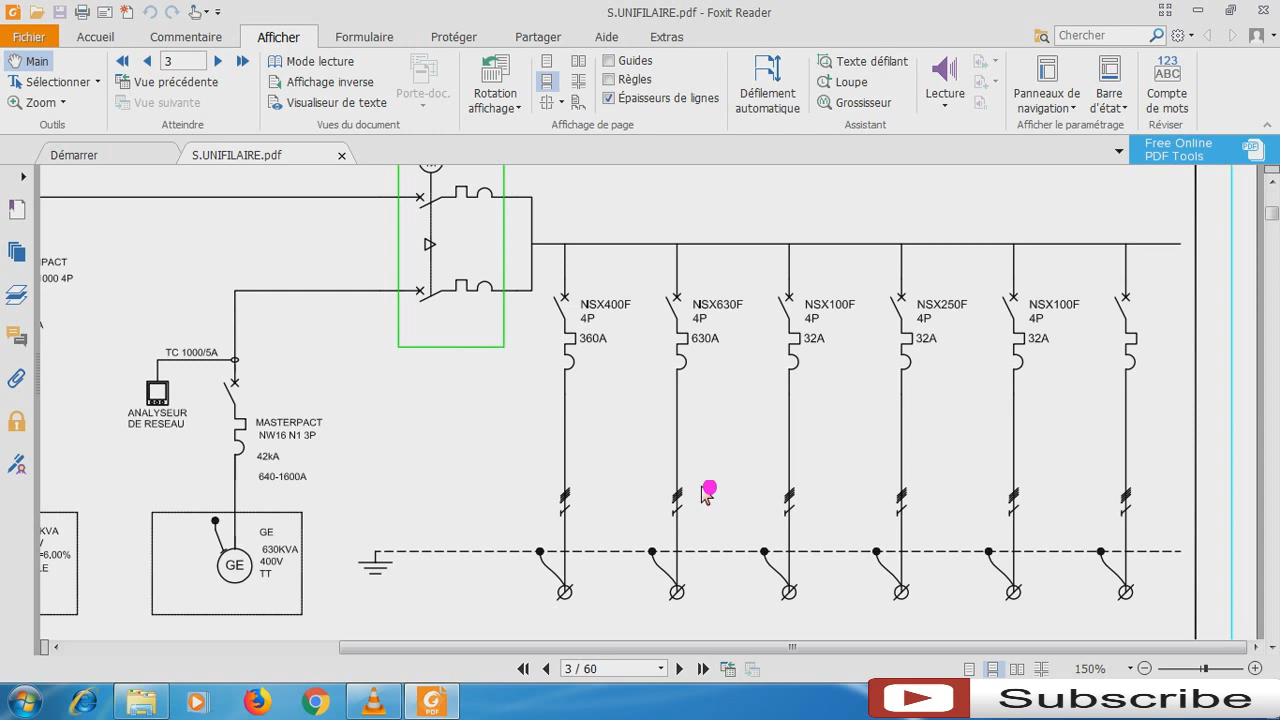 S.UNIFILAIRE.pdf - Foxit Reader
Fichier
Accueil
Commentaire
Afficher
Formulaire
Protéger
Partager
Aide
Extras
Chercher
Main
Sélectionner
Zoom
Outils
3
Vue précédente
Vue suivante
Atteindre
Mode lecture
Affichage inverse
Visualiseur de texte
Porte-doc.
Vues du document
Rotation
affichage
Guides
Règles
Épaisseurs de lignes
Affichage de page
Défilement
automatique
Texte défilant
Loupe
Grossisseur
Lecture
Assistant
Panneaux de
navigation
Barre
d'état
Afficher le paramétrage
123
ABC
Compte
de mots
Réviser
Démarrer
S.UNIFILAIRE.pdf
Free Online
PDF Tools
PACT
000 4P
TC 1000/5A
ANALYSEUR
DE RESEAU
MASTERPACT
NW16 N1 3P
42kA
640-1600A
NSX400F
4P
360A
NSX630F
4P
630A
NSX100F
4P
32A
NSX250F
4P
32A
NSX100F
4P
32A
KVA
V
=6,00%
LE
GE
GE
630KVA
400V
TT
3 / 60
150%
PDF
Subscribe